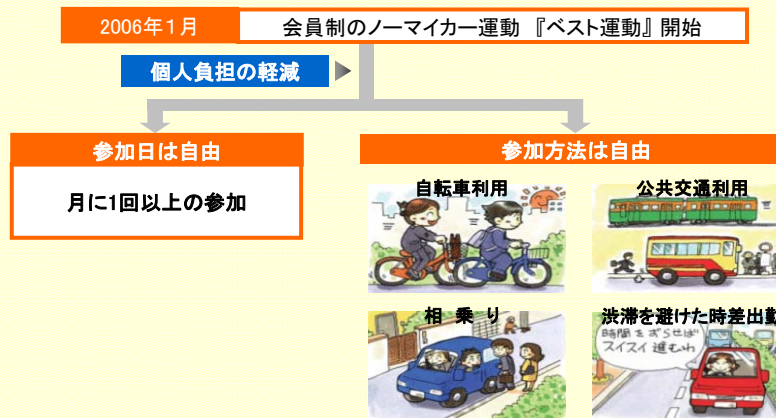 2006年1月
会員制のノーマイカー運動 『ベスト運動』 開始
個人負担の軽減
参加日は自由
月に1回以上の参加
参加方法は自由
自転車利用
公共交通利用
相 乗 り
渋滞を避けた時差出勤
時間をずらせば
スイスイ進むわ